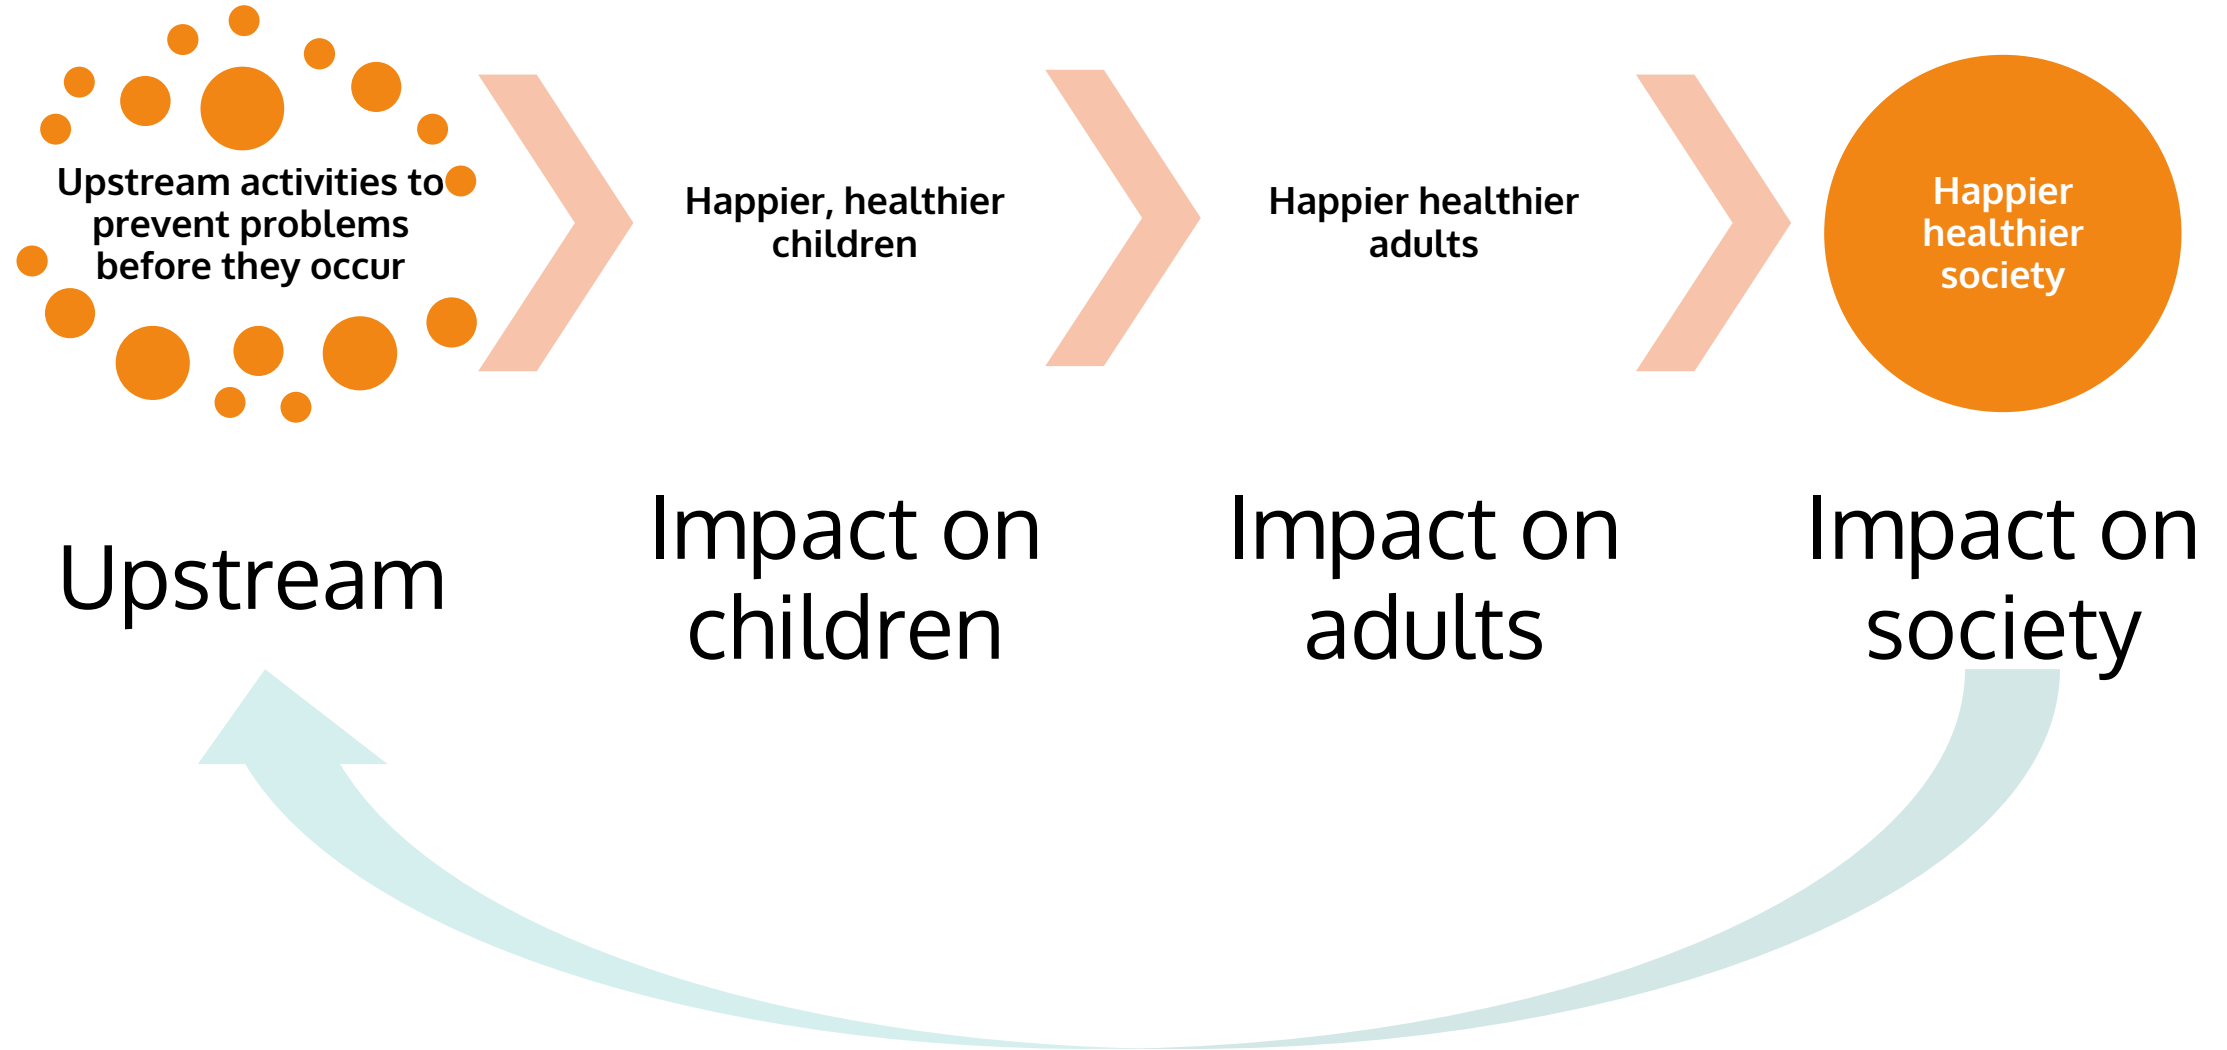 Upstream activities to
prevent problems
before they occur
Happier, healthier
children
Happier healthier
adults
Happier
healthier
society
Upstream
Impact on
children
Impact on
adults
Impact on
society